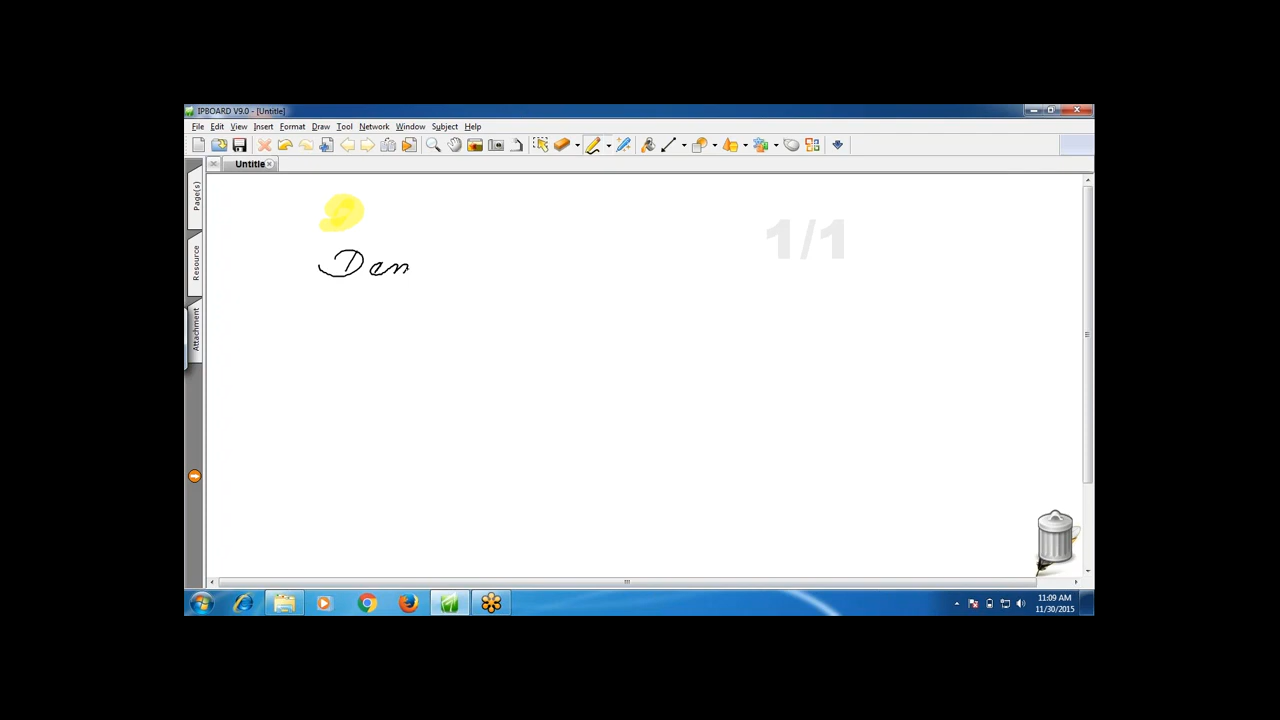 IPBOARD V9.0 - [Untitle]
File Edit View Insert Format Draw Tool Network Window Subject Help
Untitle
Page(s)
Resource
Attachment
1/1
Dem
11:09 AM
11/30/2015